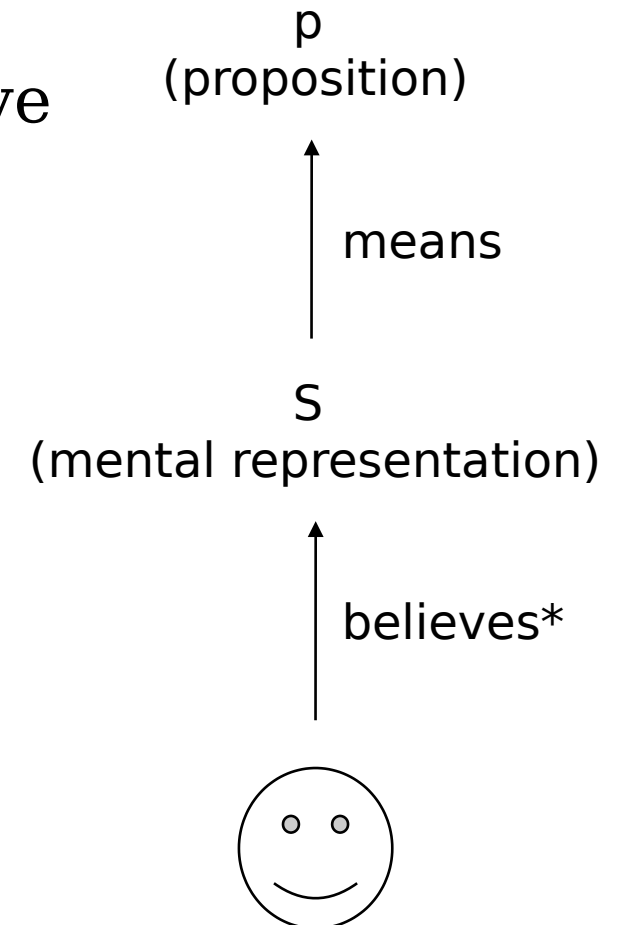 p
(proposition)
means
S
(mental representation)
believes*